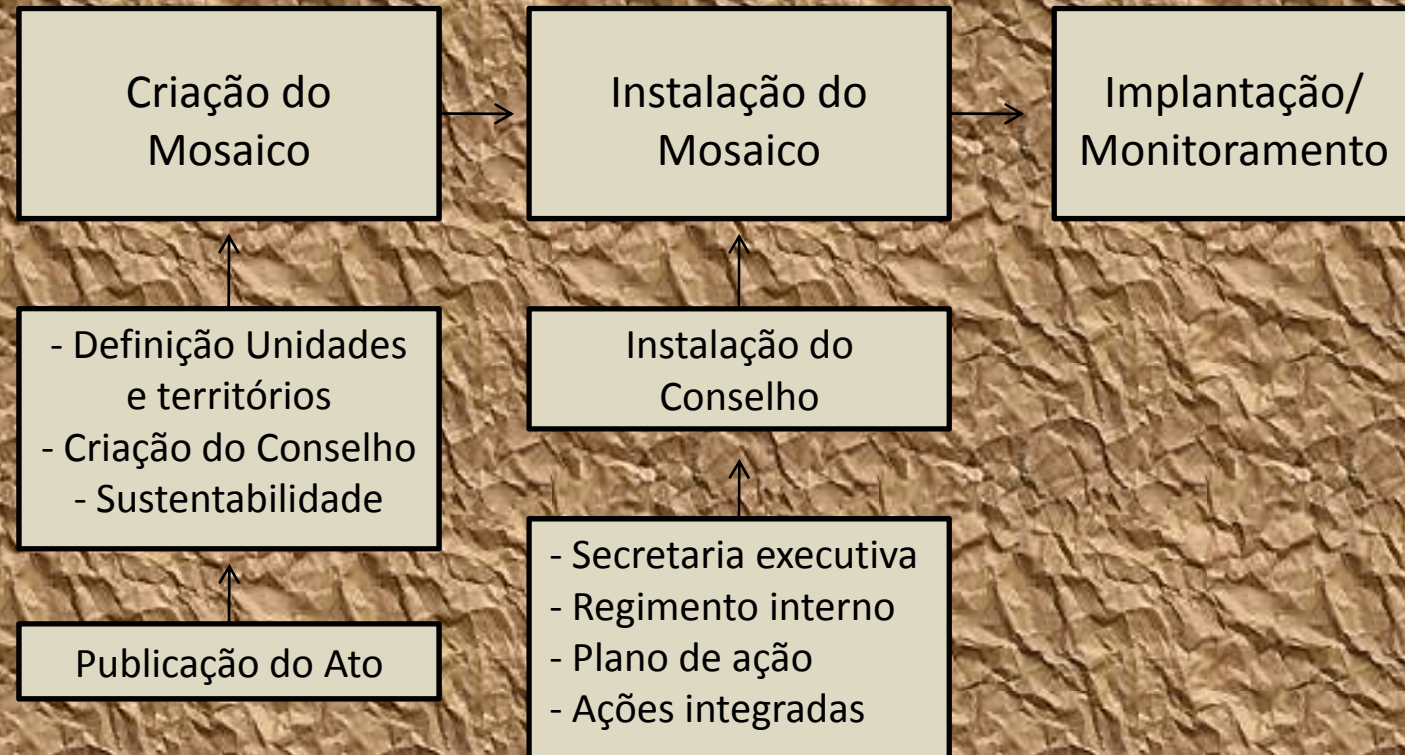 Criação do
Mosaico
Instalação do
Mosaico
Implantação/
Monitoramento
- Definição Unidades
e territórios
- Criação do Conselho
- Sustentabilidade
Instalação do
Conselho
Publicação do Ato
- Secretaria executiva
- Regimento interno
- Plano de ação
- Ações integradas